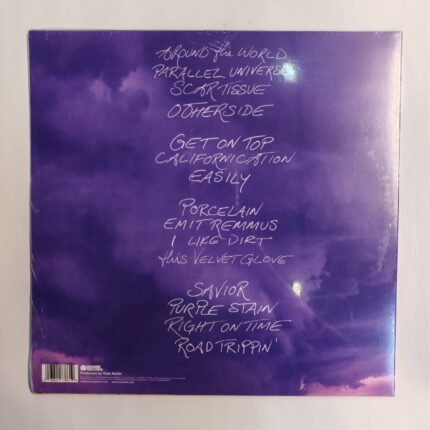 AROUND the WORLD
PARALLEL UNIVERSE
SCAR TISSUE
OTHERSIDE
GET ON TOP
CALIFORNICATION
EASILY
PORCELAIN
EMIT REMMUS
I LIKE DIRT
this VELVET GLOVE
SAVIOR
PURPLE STAIN
RIGHT ON TIME
ROAD TRIPPIN'
Produced by Rick Rubin